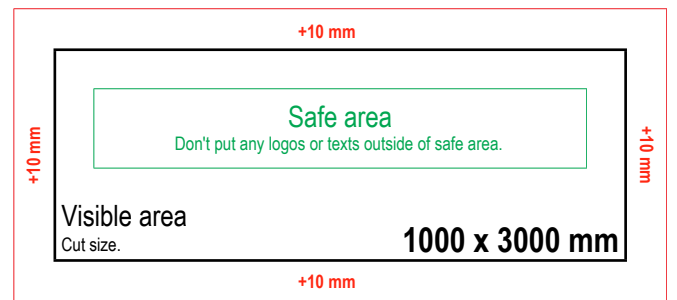 +10 mm
Safe area
Don't put any logos or texts outside of safe area.
+10 mm
+10 mm
Visible area
Cut size.
1000 x 3000 mm
+10 mm